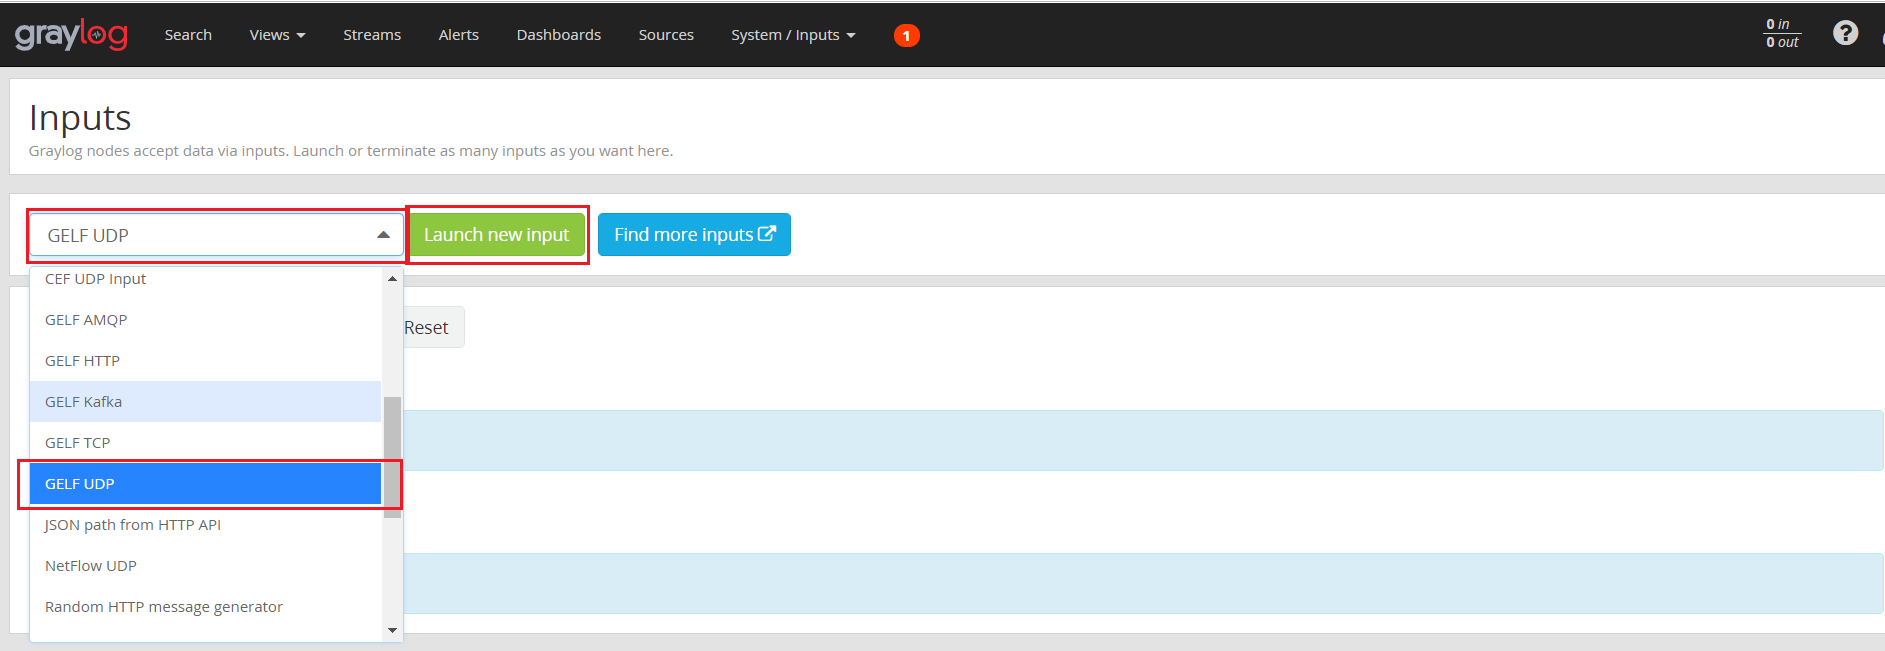 graylog Search Views Streams Alerts Dashboards Sources System / Inputs 1 0 in
0 out
?
Inputs
Graylog nodes accept data via inputs. Launch or terminate as many inputs as you want here.
GELF UDP Launch new input Find more inputs
CEF UDP Input
GELF AMQP
Reset
GELF HTTP
GELF Kafka
GELF TCP
GELF UDP
JSON path from HTTP API
NetFlow UDP
Random HTTP message generator